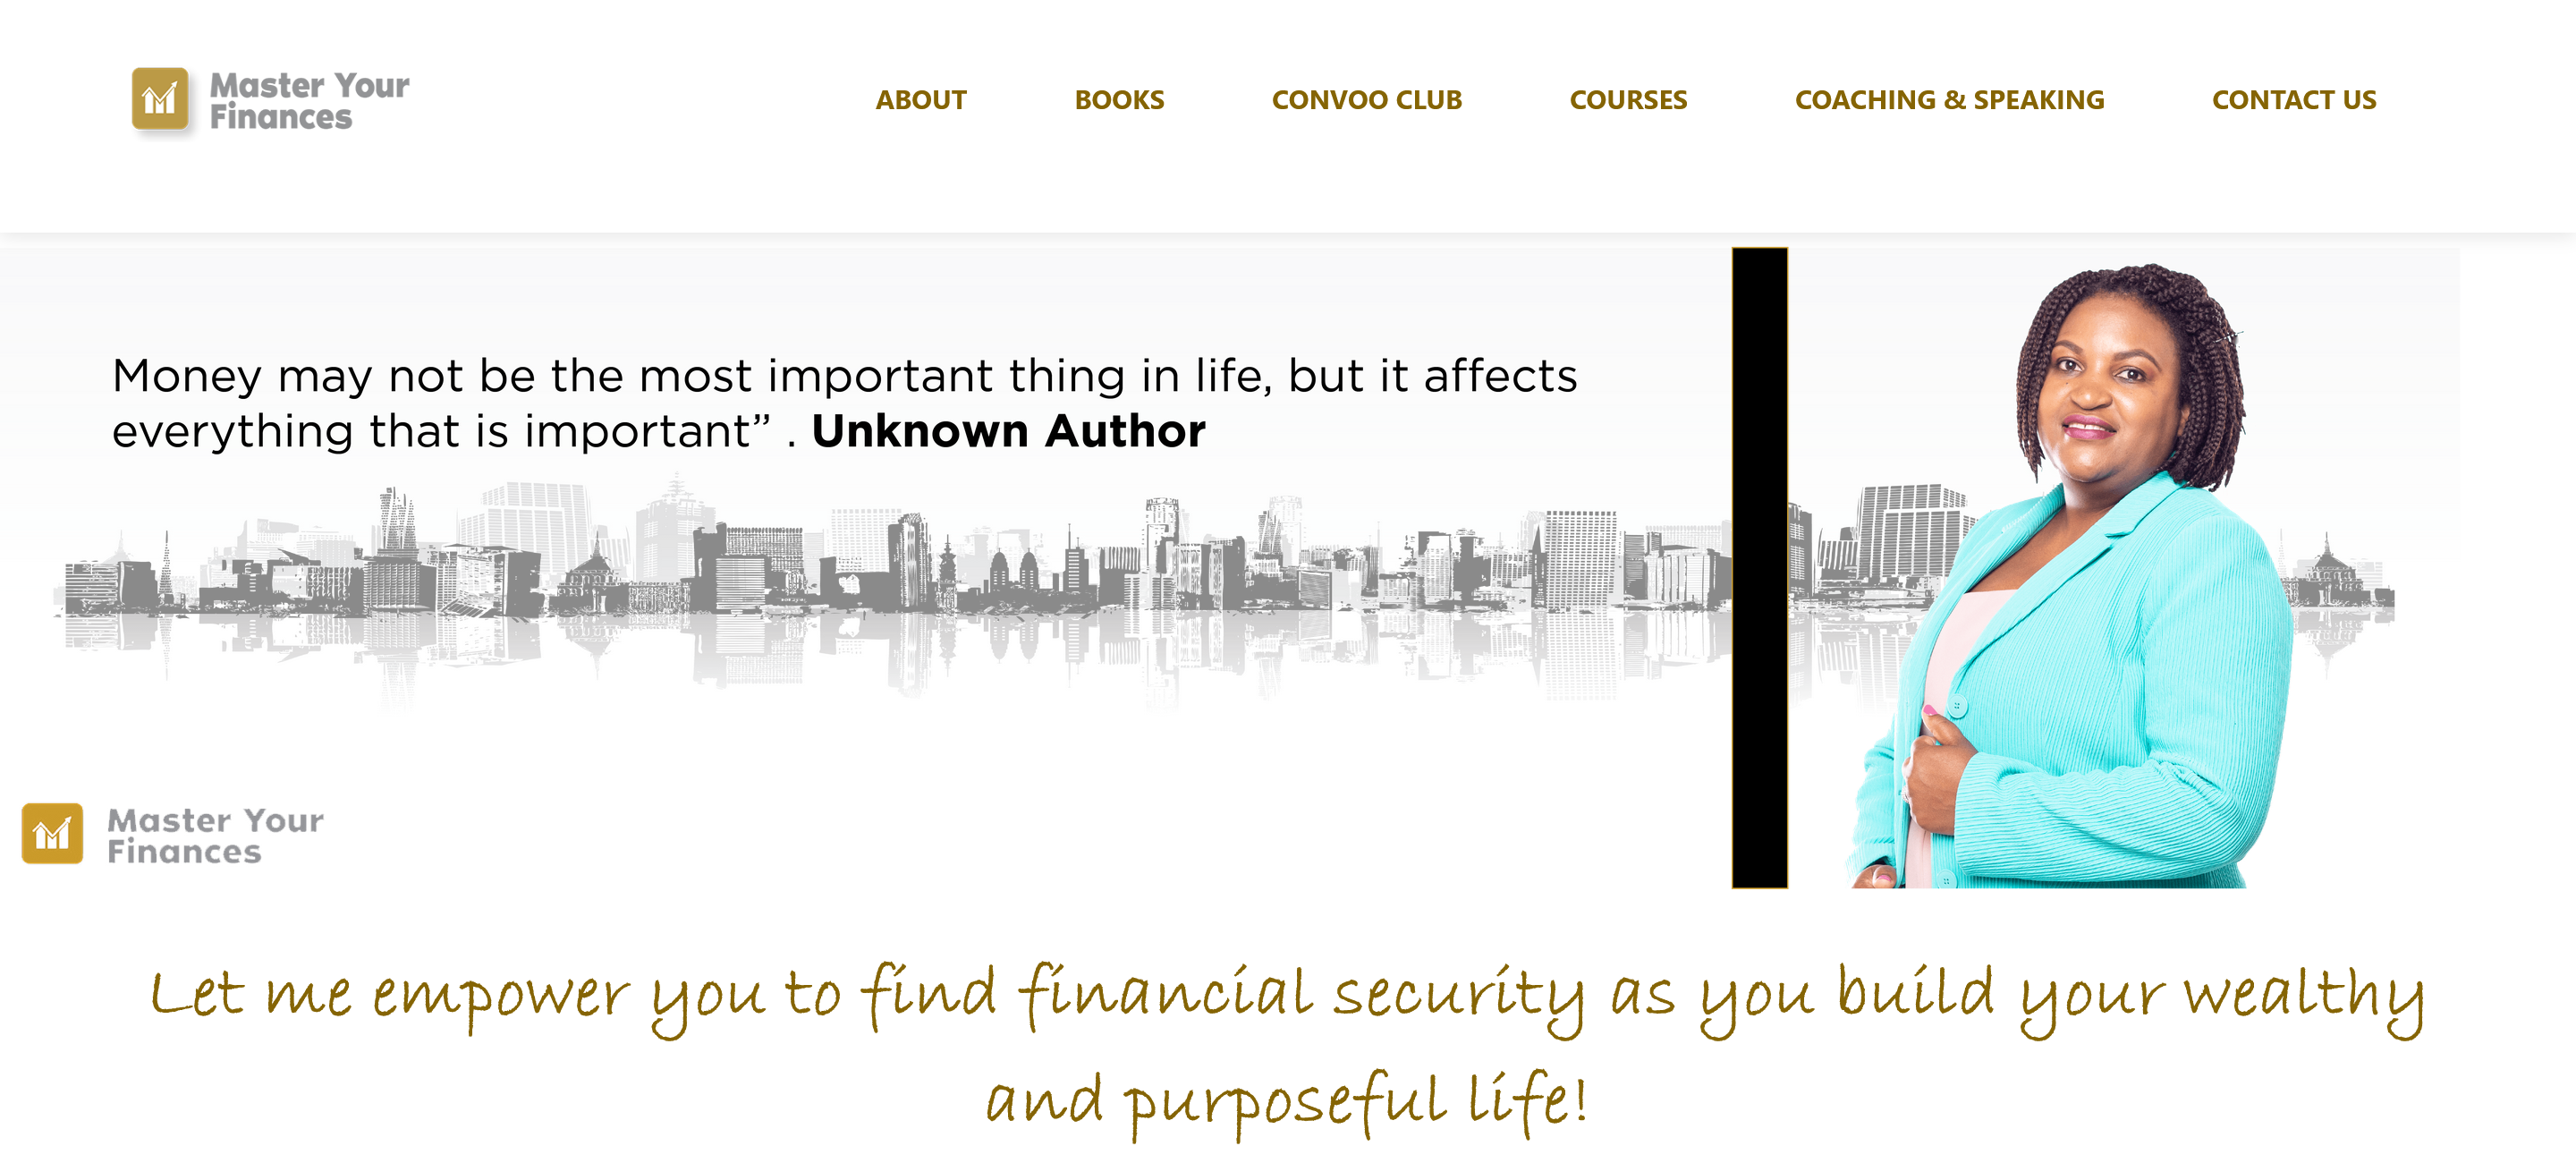 Master Your
Finances
ABOUT BOOKS CONVOO CLUB COURSES COACHING & SPEAKING CONTACT US
Money may not be the most important thing in life, but it affects
everything that is important” . Unknown Author
Master Your
Finances
Let me empower you to find financial security as you build your wealthy
and purposeful life!